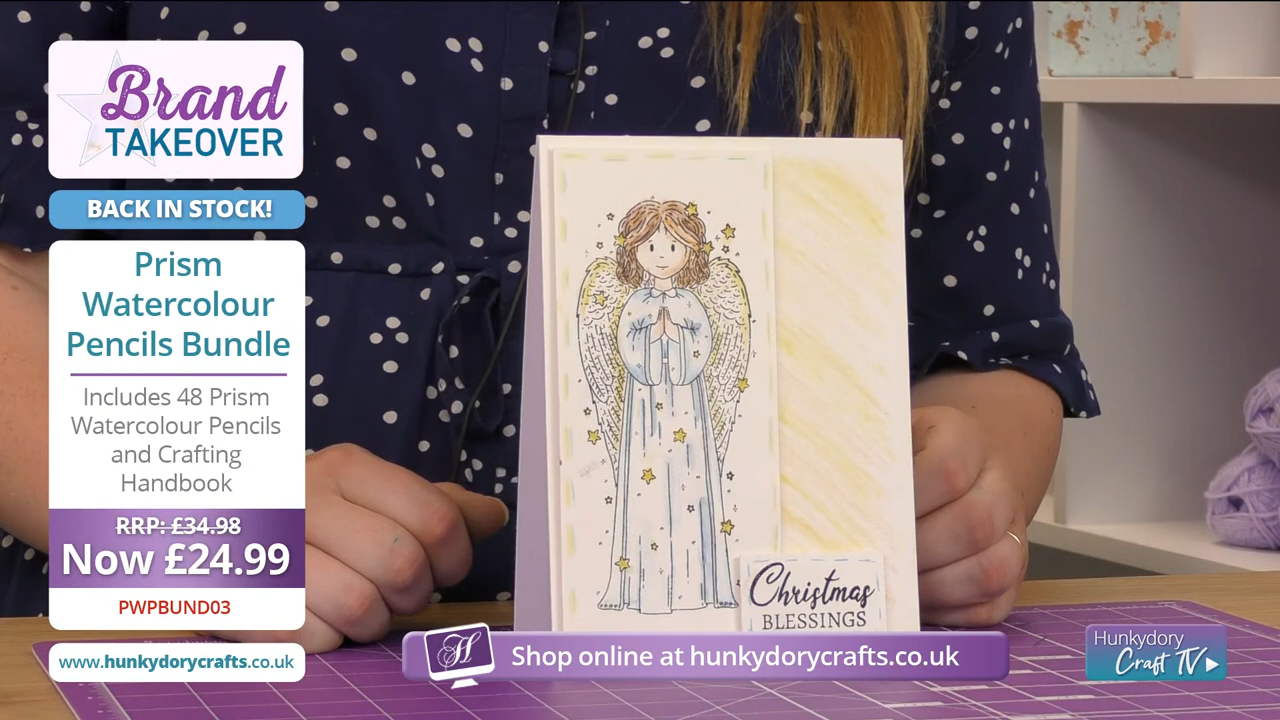 Brand
TAKEOVER
BACK IN STOCK!
Prism
Watercolour
Pencils Bundle
Includes 48 Prism
Watercolour Pencils
and Crafting
Handbook
RRP: £34.98
Now £24.99
PWPBUND03
www.hunkydorycrafts.co.uk
Christmas
BLESSINGS
H Shop online at hunkydorycrafts.co.uk
Hunkydory
Craft TV